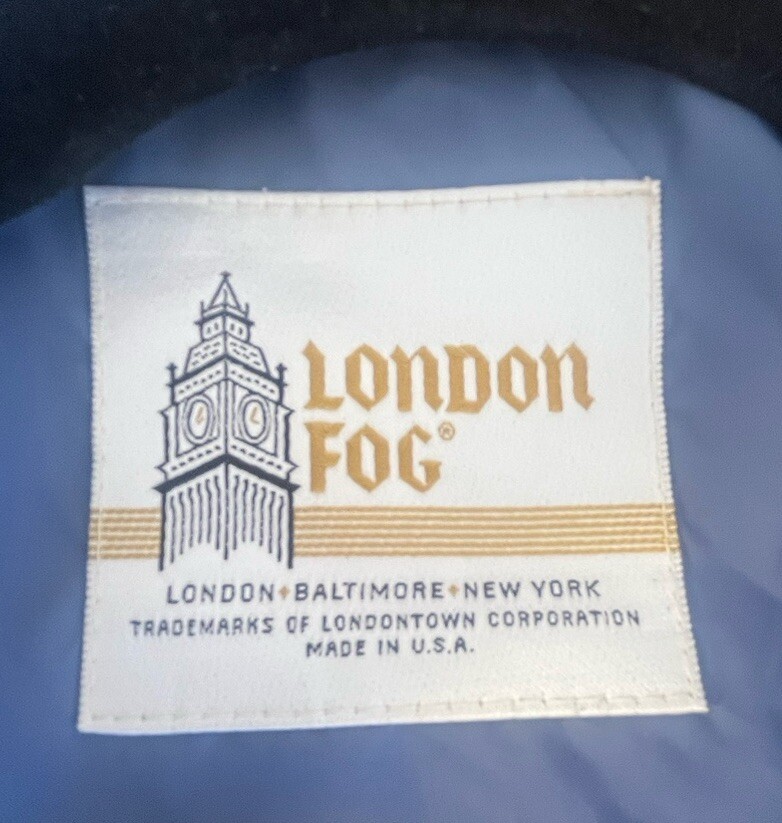 LONDON
FOG®
LONDON✦BALTIMORE✦NEW YORK
TRADEMARKS OF LONDONTOWN CORPORATION
MADE IN U.S.A.